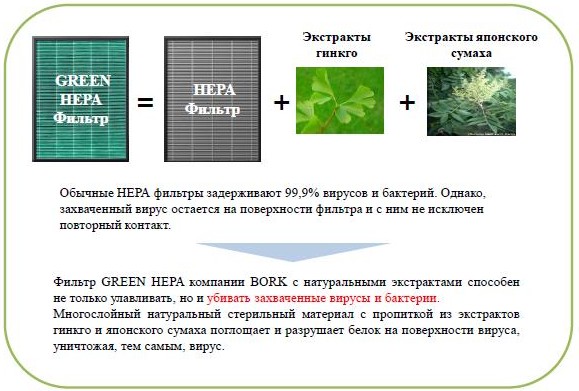 Экстракты
гинкго
Экстракты японского
сумаха
GREEN
HEPA
Фильтр
=
HEPA
Фильтр
+
+
Обычные HEPA фильтры задерживают 99,9% вирусов и бактерий. Однако,
захваченный вирус остается на поверхности фильтра и с ним не исключен
повторный контакт.
Фильтр GREEN HEPA компании BORK с натуральными экстрактами способен
не только улавливать, но и убивать захваченные вирусы и бактерии.
Многослойный натуральный стерильный материал с пропиткой из экстрактов
гинкго и японского сумаха поглощает и разрушает белок на поверхности вируса,
уничтожая, тем самым, вирус.